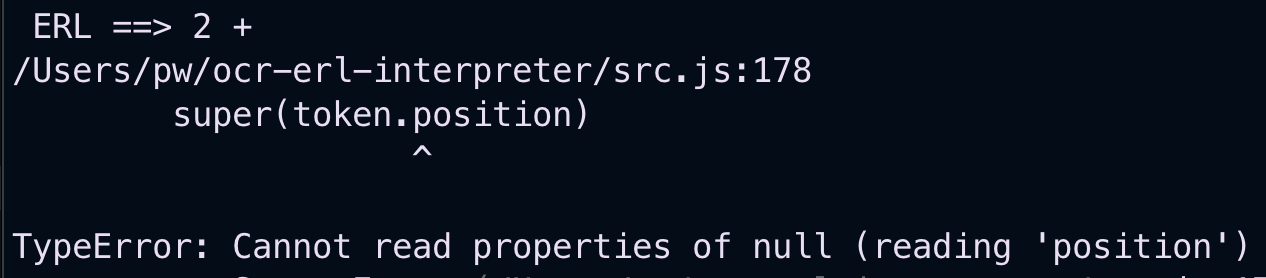 ERL ==> 2 +
/Users/pw/ocr-erl-interpreter/src.js:178
super(token.position)
^
TypeError: Cannot read properties of null (reading 'position')